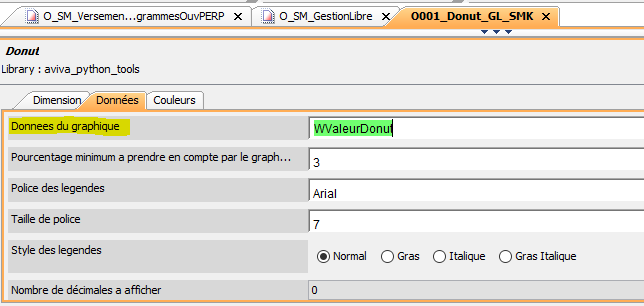 O_SM_Versemen...grammesOuvPERP O_SM_GestionLibre O001_Donut_GL_SMK
Donut
Library : aviva_python_tools
Dimension Données Couleurs
Donnees du graphique WValeurDonut
Pourcentage minimum a prendre en compte par le graph... 3
Police des legendes Arial
Taille de police 7
Style des legendes Normal Gras Italique Gras Italique
Nombre de décimales a afficher 0